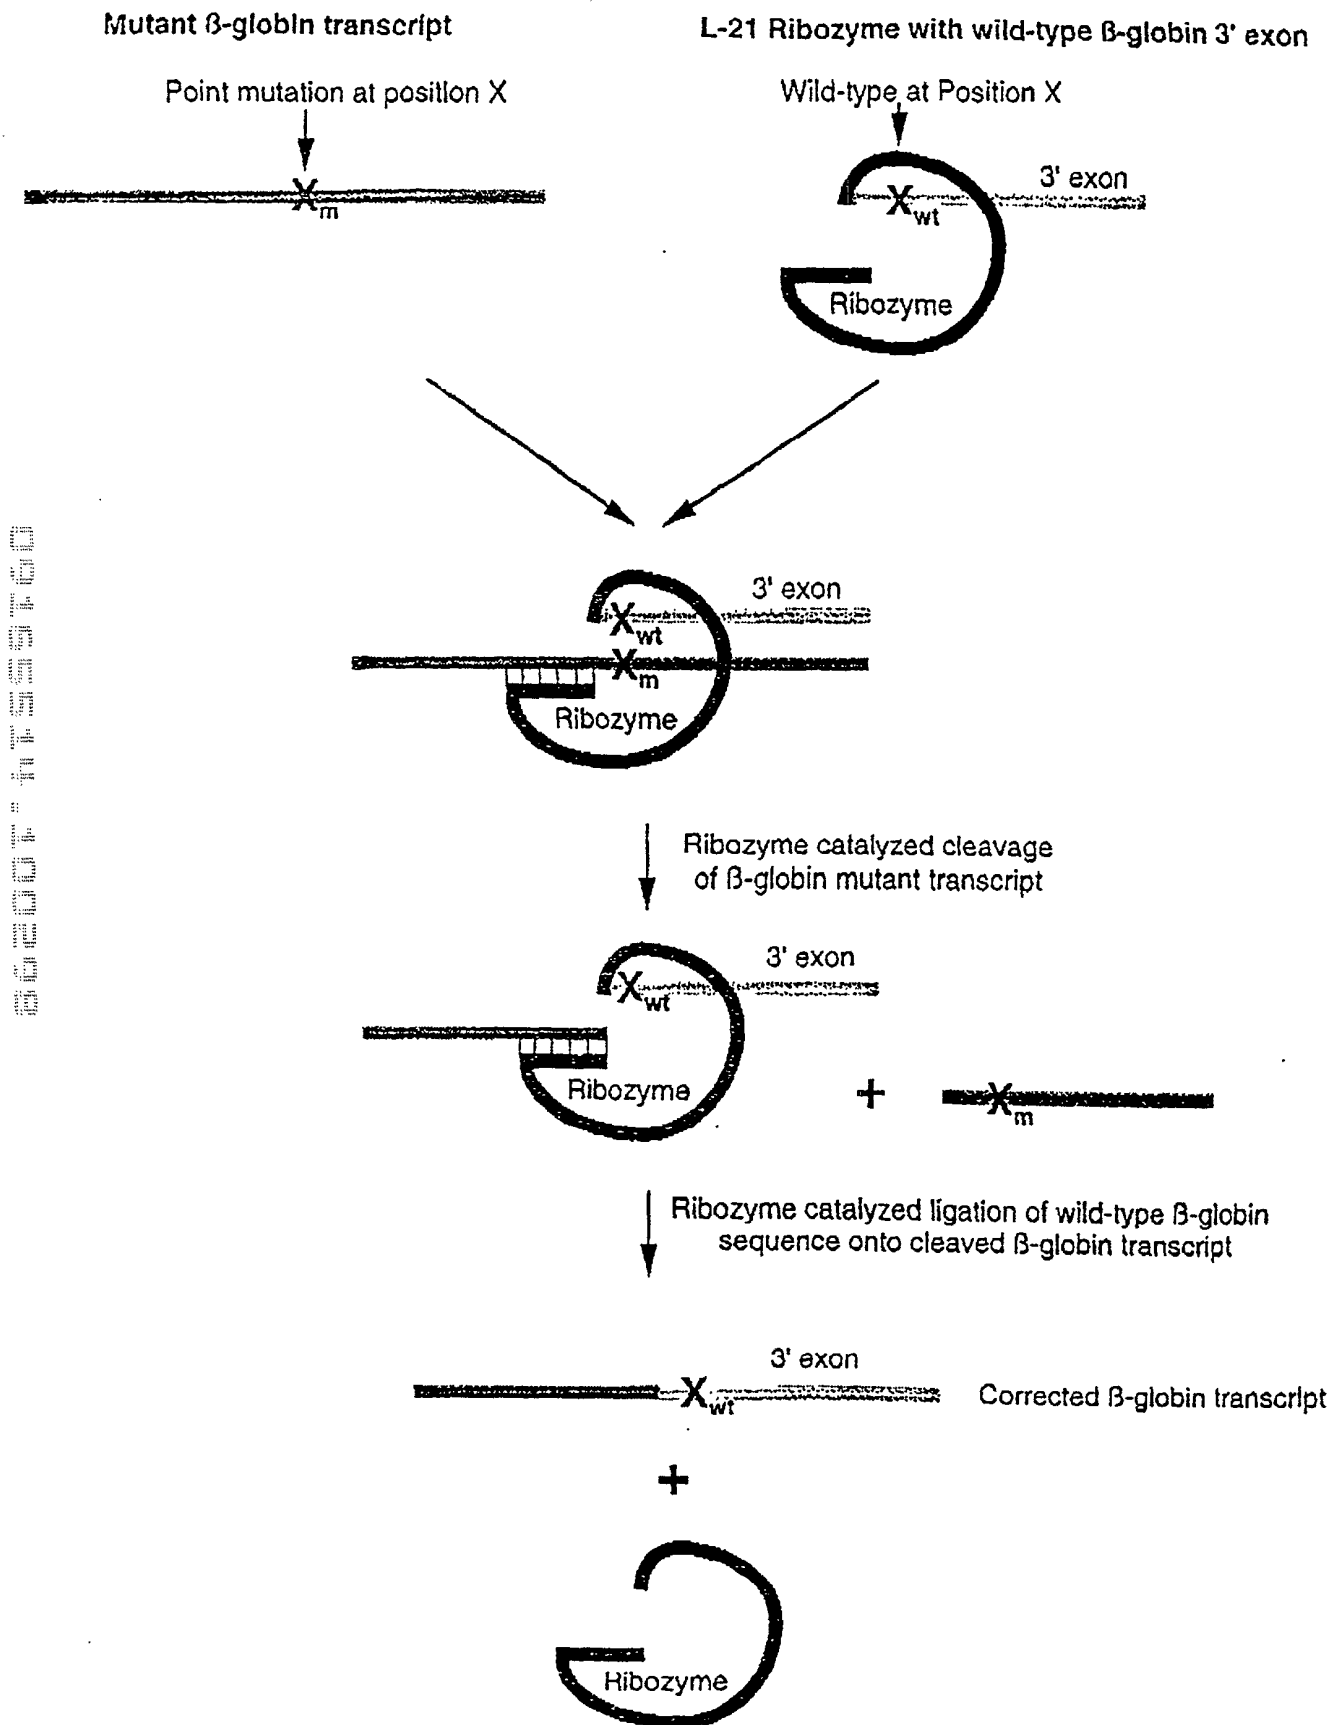 Mutant ß-globin transcript
L-21 Ribozyme with wild-type ß-globin 3' exon
Point mutation at position X
Wild-type at Position X
Xm
3' exon
Xwt
Ribozyme
3' exon
Xwt
Xm
Ribozyme
Ribozyme catalyzed cleavage
of ß-globin mutant transcript
3' exon
Xwt
Ribozyme
+
Xm
Ribozyme catalyzed ligation of wild-type ß-globin
sequence onto cleaved ß-globin transcript
3' exon
Xwt
Corrected ß-globin transcript
+
Ribozyme